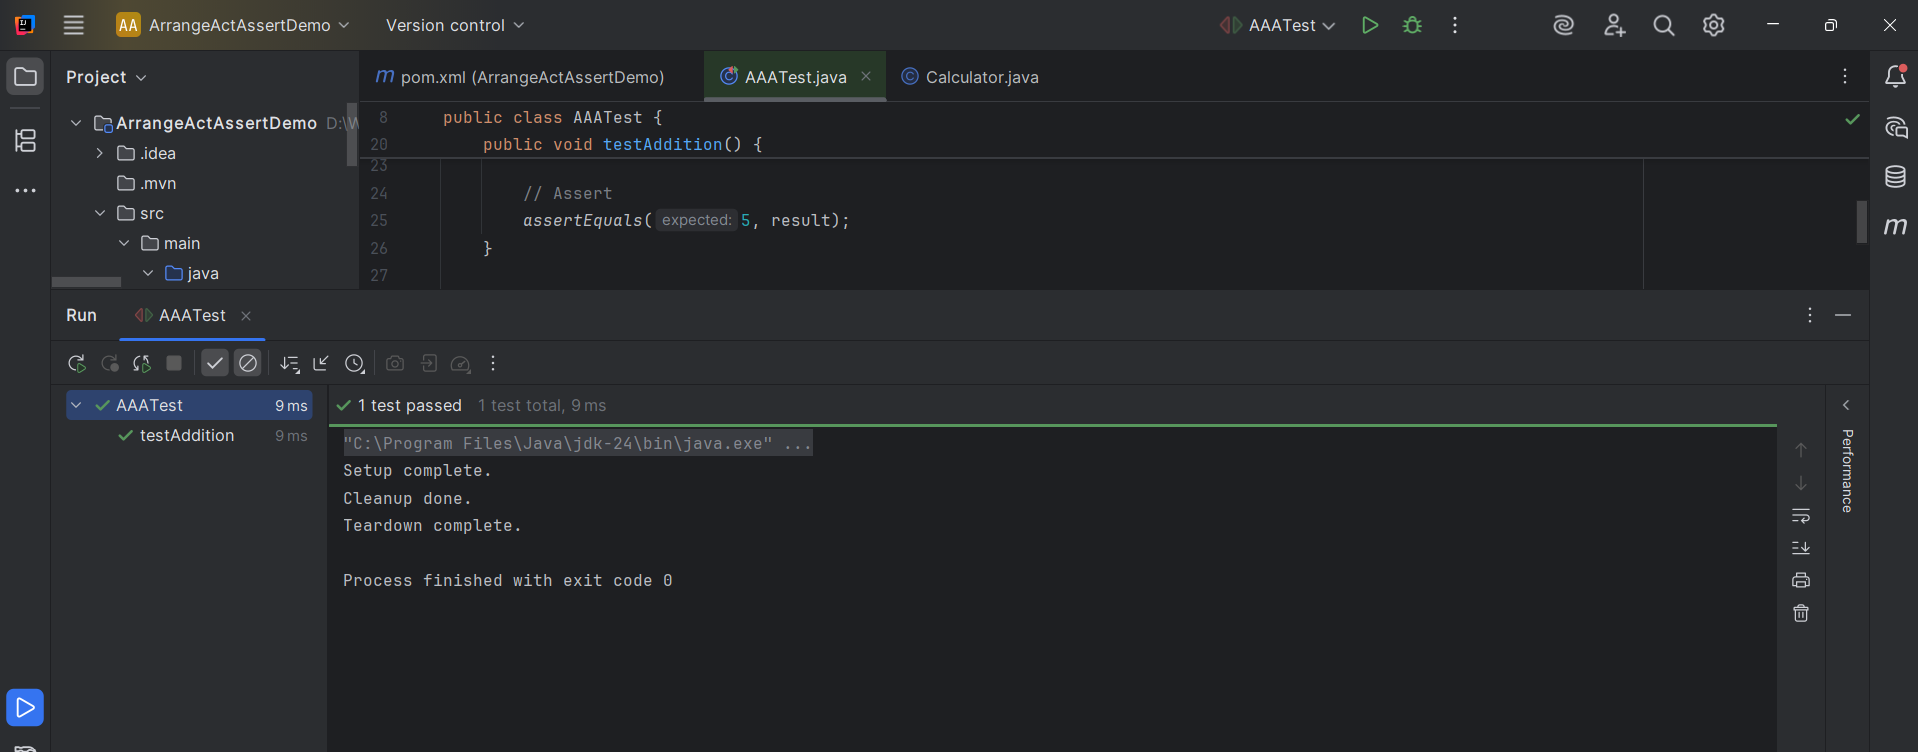 AA ArrangeActAssertDemo Version control AAATest
Project
pom.xml (ArrangeActAssertDemo) AAATest.java Calculator.java
ArrangeActAssertDemo D:\W
.idea
.mvn
src
main
java
8 public class AAATest {
20 public void testAddition() {
23
24 // Assert
25 assertEquals( expected: 5, result);
26 }
27
Run AAATest
AAATest 9 ms
testAddition 9 ms
1 test passed 1 test total, 9 ms
"C:\Program Files\Java\jdk-24\bin\java.exe" ...
Setup complete.
Cleanup done.
Teardown complete.
Process finished with exit code 0
Performance